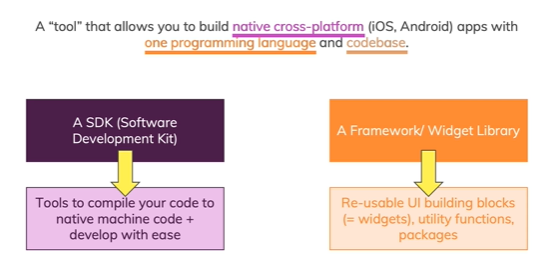 A “tool” that allows you to build native cross-platform (iOS, Android) apps with
one programming language and codebase.
A SDK (Software
Development Kit)
Tools to compile your code to
native machine code +
develop with ease
A Framework/ Widget Library
Re-usable UI building blocks
(= widgets), utility functions,
packages